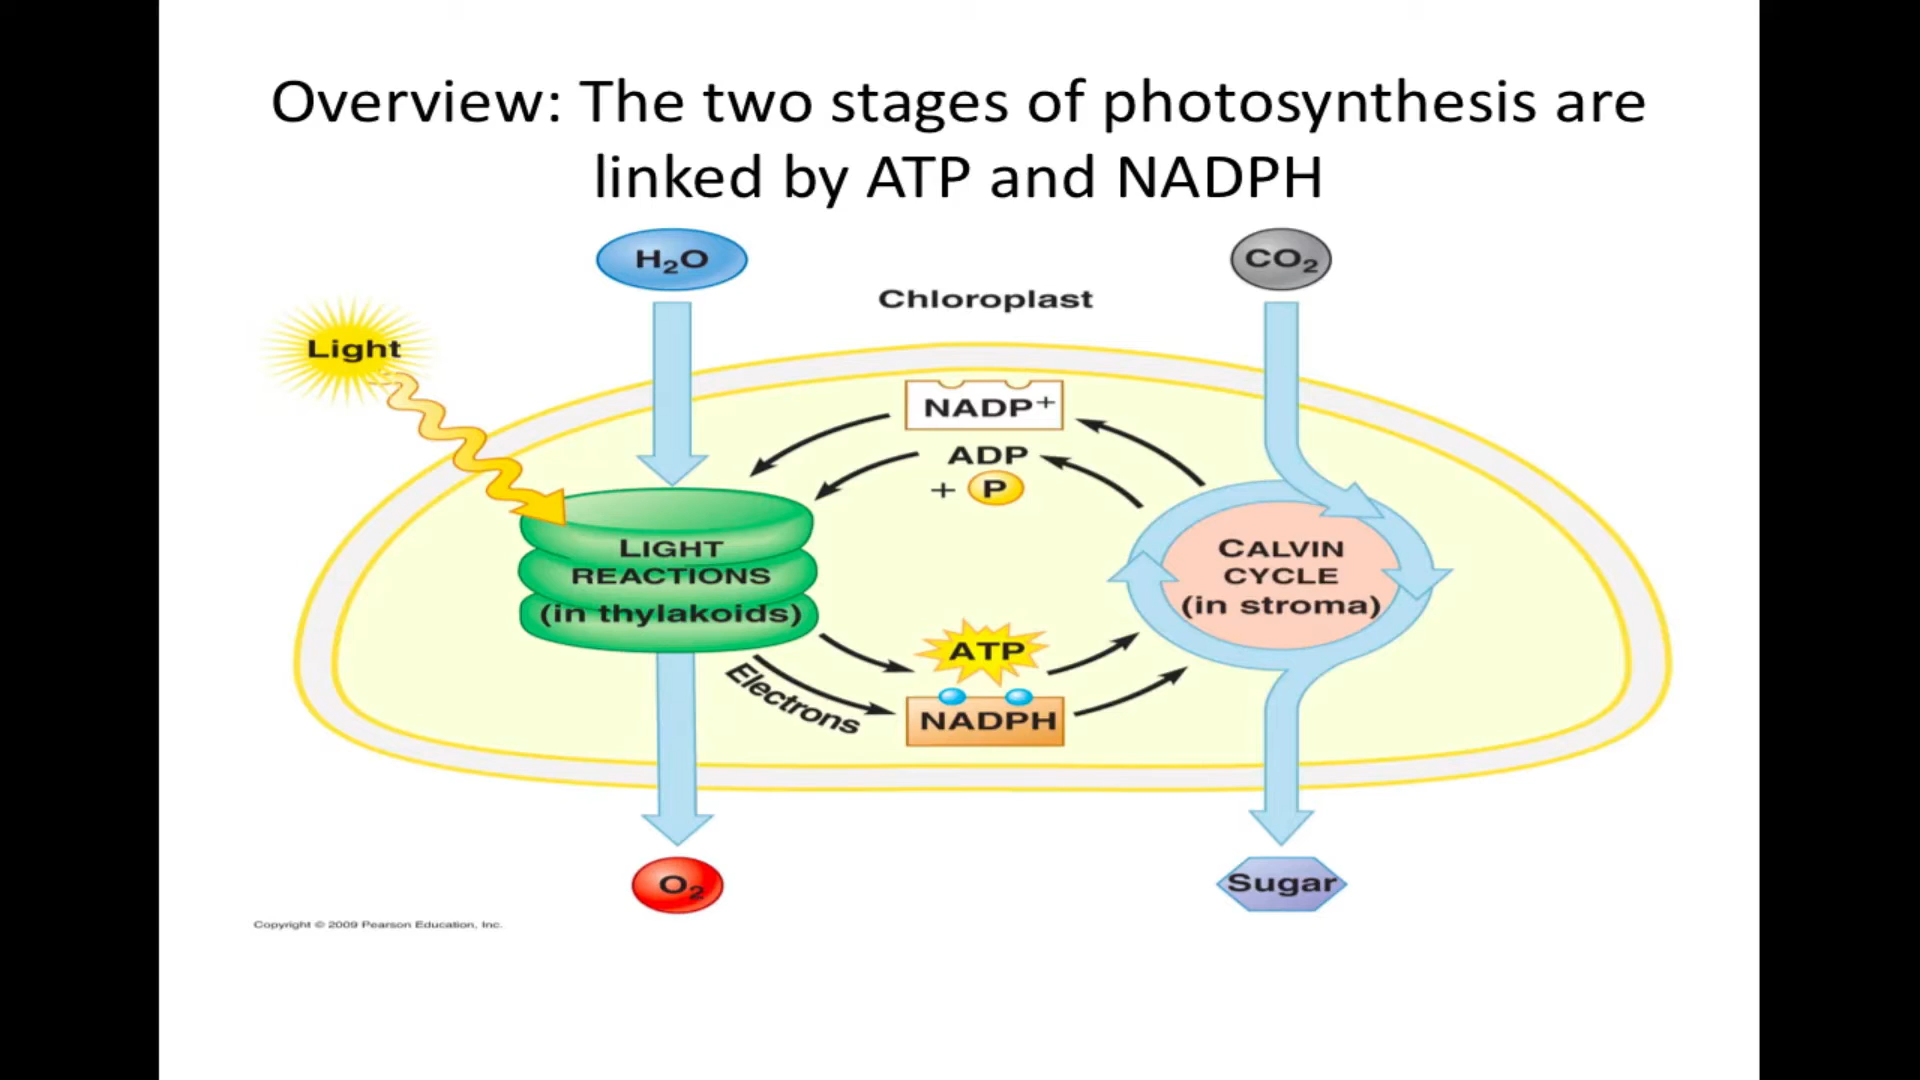 Overview: The two stages of photosynthesis are
linked by ATP and NADPH
H₂O
CO₂
Chloroplast
Light
NADP⁺
ADP
+ P
LIGHT
REACTIONS
(in thylakoids)
CALVIN
CYCLE
(in stroma)
ATP
Electrons
NADPH
O₂
Sugar
Copyright © 2009 Pearson Education, Inc.